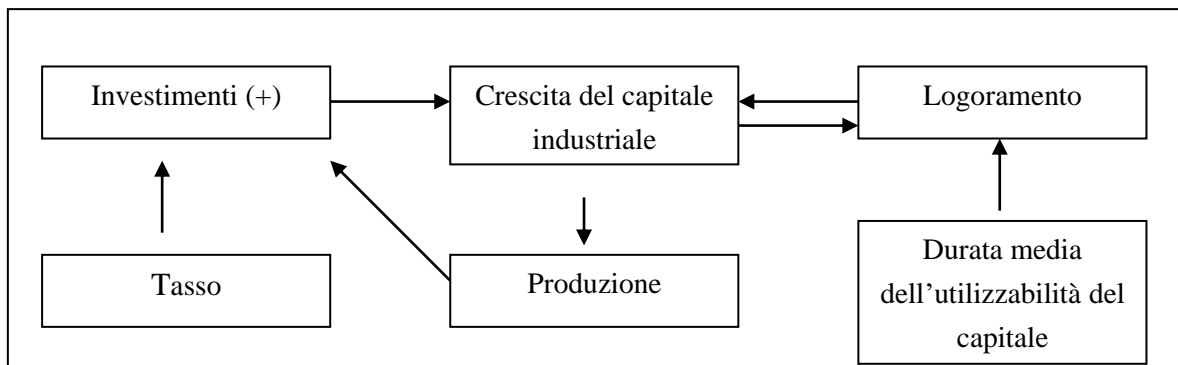 Investimenti (+)
Crescita del capitale
industriale
Logoramento
Tasso
Produzione
Durata media
dell’utilizzabilità del
capitale